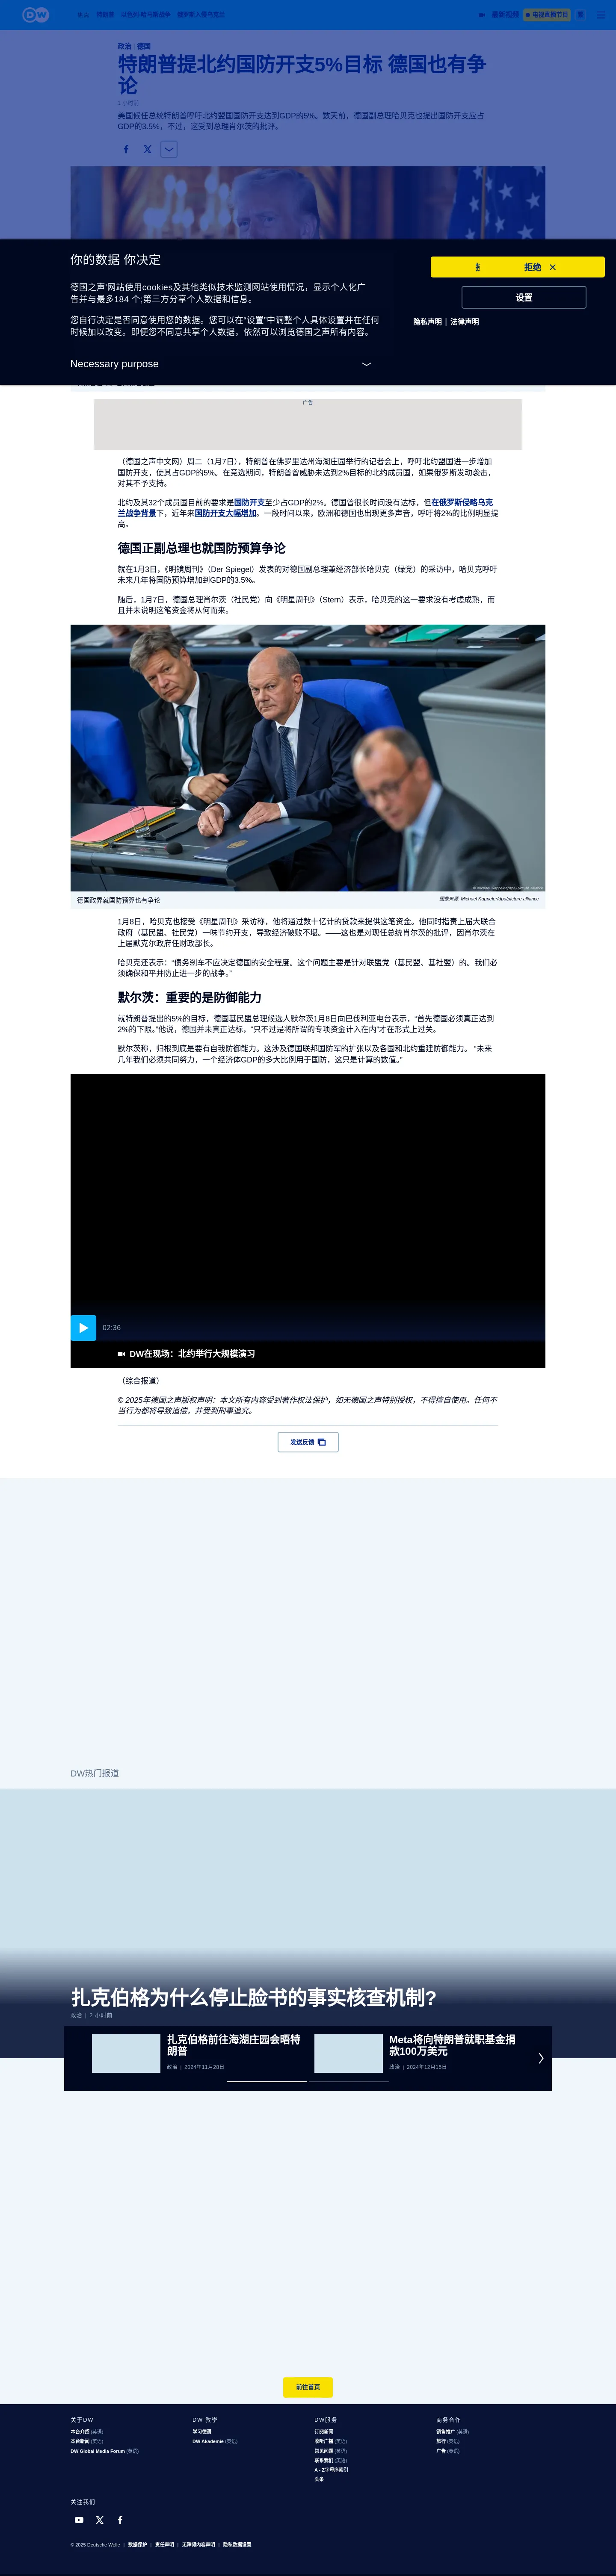 DW
特朗普
最新视频
电视直播节目
繁
政治 | 德国
特朗普提北约国防开支5%目标 德国也有争
论
2 小时前
美国候任总统特朗普呼吁北约盟国国防开支达到GDP的5%。数天前，德国副总理哈贝克也提出国防开支应占
GDP的3.5%，不过，这受到总理肖尔茨的批评。
你的数据 你决定
拒绝
德国之声'网站使用cookies及其他类似技术监测网站使用情况，显示个人化广
告并与最多184 个;第三方分享个人数据和信息。
设置
您自行决定是否同意使用您的数据。您可以在“设置”中调整个人具体设置并在任何
时候加以改变。即便您不同意共享个人数据，依然可以浏览德国之声所有内容。
隐私声明 | 法律声明
Necessary purpose
广告
（德国之声中文网）周二（1月7日），特朗普在佛罗里达州海湖庄园举行的记者会上，呼吁北约盟国进一步增加
国防开支，使其占GDP的5%。在竞选期间，特朗普曾威胁未达到2%目标的北约成员国，如果俄罗斯发动袭击，
对其不予支持。
北约及其32个成员国目前的要求是国防开支至少占GDP的2%。德国曾很长时间没有达标，但在俄罗斯侵略乌克
兰战争背景下，近年来国防开支大幅增加。一段时间以来，欧洲和德国也出现更多声音，呼吁将2%的比例明显提
高。
德国正副总理也就国防预算争论
就在1月3日，《明镜周刊》（Der Spiegel）发表的对德国副总理兼经济部长哈贝克（绿党）的采访中，哈贝克呼吁
未来几年将国防预算增加到GDP的3.5%。
随后，1月7日，德国总理肖尔茨（社民党）向《明星周刊》（Stern）表示，哈贝克的这一要求没有考虑成熟，而
且并未说明这笔资金将从何而来。
© Michael Kappeler/dpa/picture alliance
德国政界就国防预算也有争论
图像来源: Michael Kappeler/dpa/picture alliance
1月8日，哈贝克也接受《明星周刊》采访称，他将通过数十亿计的贷款来提供这笔资金。他同时指责上届大联合
政府（基民盟、社民党）一味节约开支，导致经济破败不堪。——这也是对现任总统肖尔茨的批评，因肖尔茨在
上届默克尔政府任财政部长。
哈贝克还表示：“债务刹车不应决定德国的安全程度。这个问题主要是针对联盟党（基民盟、基社盟）的。我们必
须确保和平并防止进一步的战争。”
默尔茨：重要的是防御能力
就特朗普提出的5%的目标，德国基民盟总理候选人默尔茨1月8日向巴伐利亚电台表示，“首先德国必须真正达到
2%的下限。”他说，德国并未真正达标，“只不过是将所谓的专项资金计入在内”才在形式上过关。
默尔茨称，归根到底是要有自我防御能力。这涉及德国联邦国防军的扩张以及各国和北约重建防御能力。 “未来
几年我们必须共同努力，一个经济体GDP的多大比例用于国防，这只是计算的数值。”
02:36
DW在现场：北约举行大规模演习
（综合报道）
© 2025年德国之声版权声明：本文所有内容受到著作权法保护，如无德国之声特别授权，不得擅自使用。任何不
当行为都将导致追偿，并受到刑事追究。
发送反馈
DW热门报道
扎克伯格为什么停止脸书的事实核查机制?
政治 | 2 小时前
扎克伯格前往海湖庄园会晤特
朗普
政治 | 2024年11月28日
Meta将向特朗普就职基金捐
款100万美元
政治 | 2024年12月15日
前往首页
关于DW
本台介绍 (英语)
本台新闻 (英语)
DW Global Media Forum (英语)
DW 教學
学习德语
DW Akademie (英语)
DW服务
订阅新闻
收听广播 (英语)
常见问题 (英语)
联系我们 (英语)
A - Z字母序索引
头条
商务合作
销售推广 (英语)
旅行 (英语)
广告 (英语)
关注我们
© 2025 Deutsche Welle | 数据保护 | 责任声明 | 无障碍内容声明 | 隐私数据设置